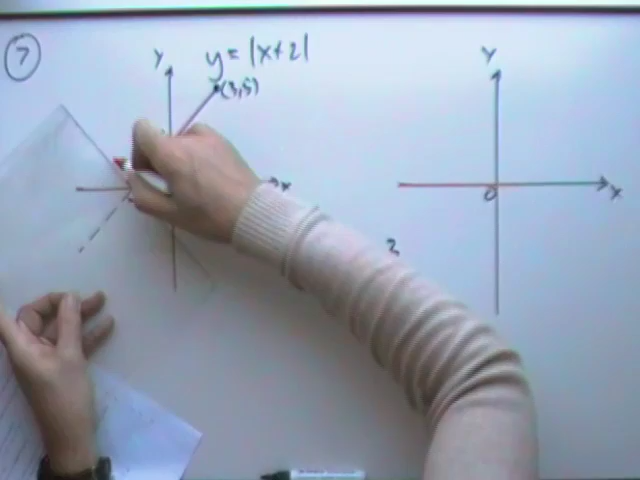 7
y = |x+2|
Y
(3,5)
x
Y
0
x
2